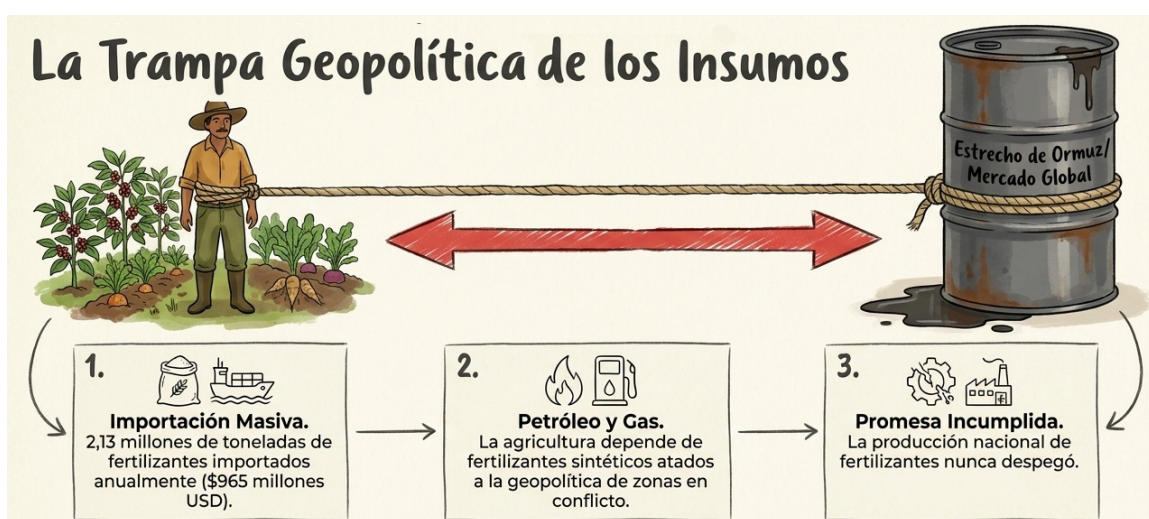 La Trampa Geopolítica de los Insumos
Estrecho de Ormuz/
Mercado Global
1.
Importación Masiva.
2,13 millones de toneladas de
fertilizantes importados
anualmente ($965 millones
USD).
2.
Petróleo y Gas.
La agricultura depende de
fertilizantes sintéticos atados
a la geopolítica de zonas en
conflicto.
3.
Promesa Incumplida.
La producción nacional de
fertilizantes nunca despegó.